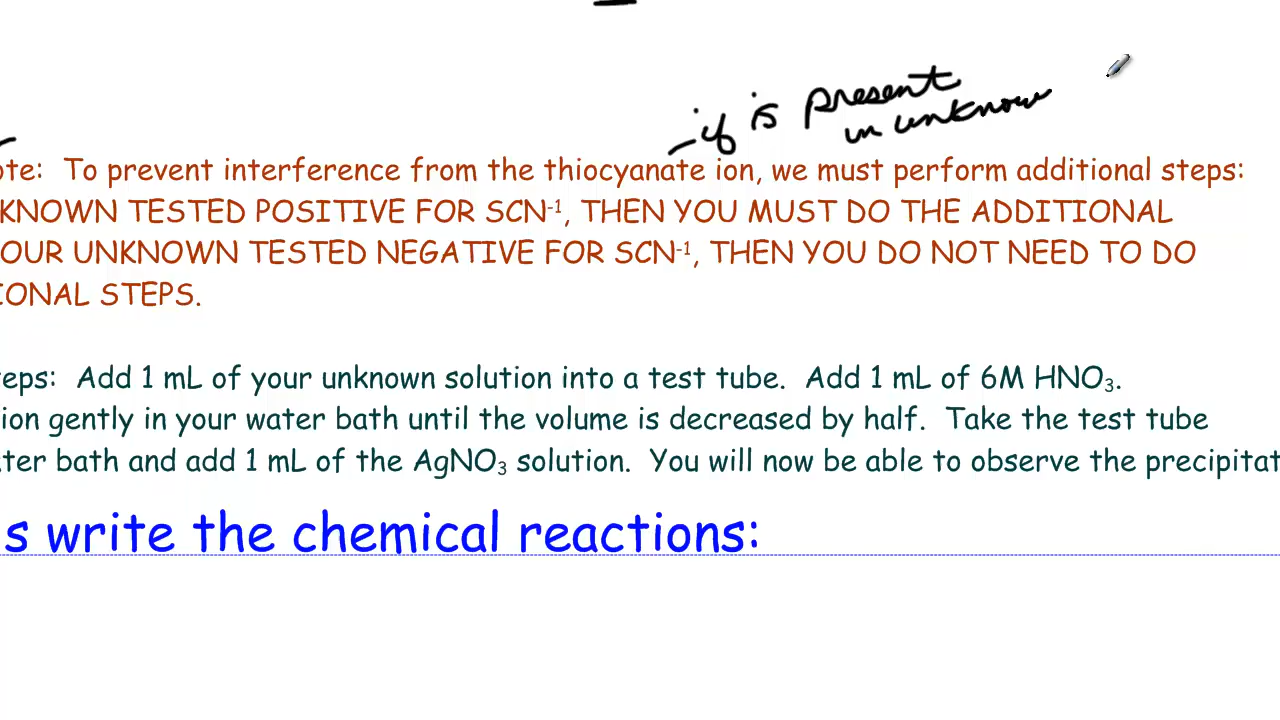 if is present
in unknown
ote: To prevent interference from the thiocyanate ion, we must perform additional steps:
KNOWN TESTED POSITIVE FOR SCN⁻¹, THEN YOU MUST DO THE ADDITIONAL
OUR UNKNOWN TESTED NEGATIVE FOR SCN⁻¹, THEN YOU DO NOT NEED TO DO
IONAL STEPS.
teps: Add 1 mL of your unknown solution into a test tube. Add 1 mL of 6M HNO₃.
ion gently in your water bath until the volume is decreased by half. Take the test tube
ter bath and add 1 mL of the AgNO₃ solution. You will now be able to observe the precipitat
s write the chemical reactions: